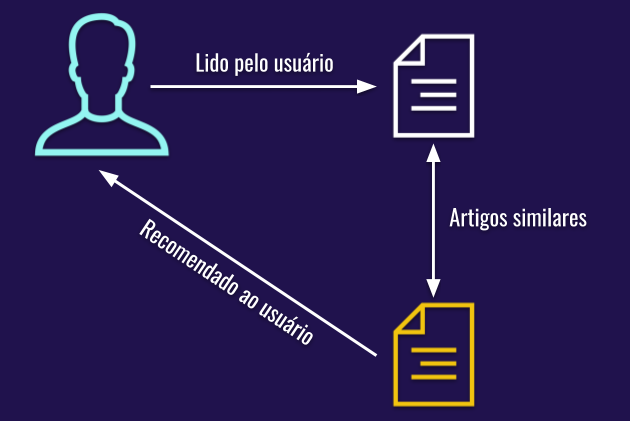 Lido pelo usuário
Artigos similares
Recomendado ao usuário